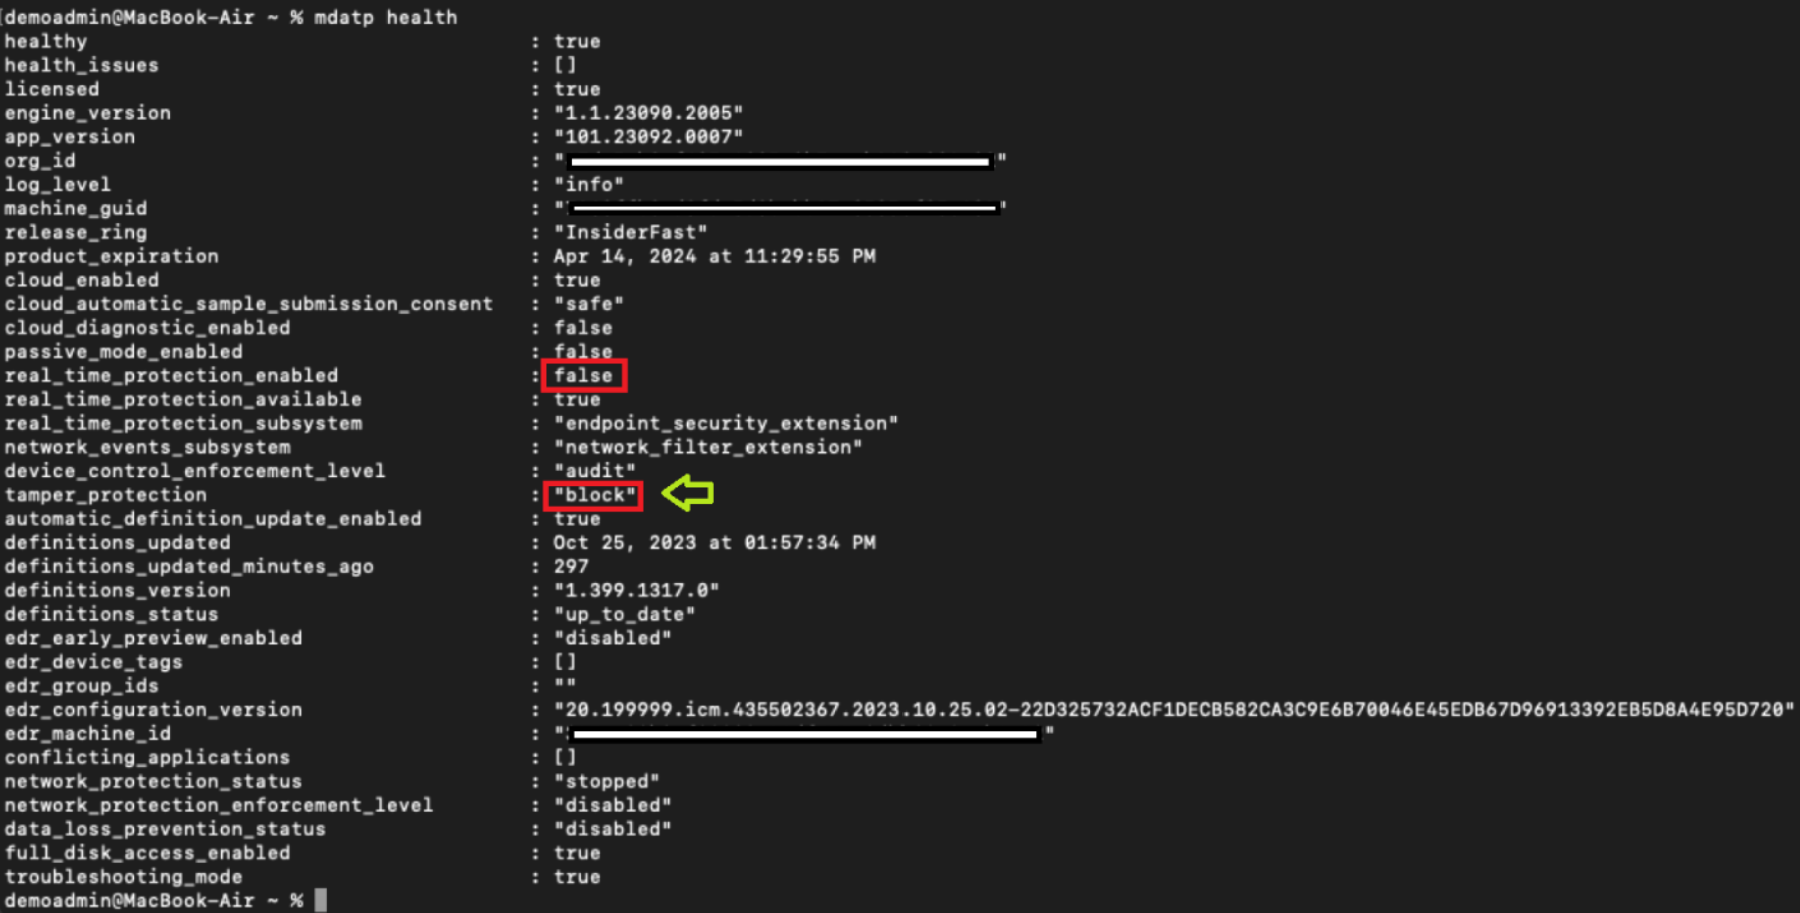 demoadmin@MacBook-Air ~ % mdatp health
healthy : true
health_issues : []
licensed : true
engine_version : "1.1.23090.2005"
app_version : "101.23092.0007"
org_id : " "
log_level : "info"
machine_guid : " "
release_ring : "InsiderFast"
product_expiration : Apr 14, 2024 at 11:29:55 PM
cloud_enabled : true
cloud_automatic_sample_submission_consent : "safe"
cloud_diagnostic_enabled : false
passive_mode_enabled : false
real_time_protection_enabled : false
real_time_protection_available : true
real_time_protection_subsystem : "endpoint_security_extension"
network_events_subsystem : "network_filter_extension"
device_control_enforcement_level : "audit"
tamper_protection : "block"
automatic_definition_update_enabled : true
definitions_updated : Oct 25, 2023 at 01:57:34 PM
definitions_updated_minutes_ago : 297
definitions_version : "1.399.1317.0"
definitions_status : "up_to_date"
edr_early_preview_enabled : "disabled"
edr_device_tags : []
edr_group_ids : ""
edr_configuration_version : "20.199999.icm.435502367.2023.10.25.02-22D325732ACF1DECB582CA3C9E6B70046E45EDB67D96913392EB5D8A4E95D720"
edr_machine_id : " "
conflicting_applications : []
network_protection_status : "stopped"
network_protection_enforcement_level : "disabled"
data_loss_prevention_status : "disabled"
full_disk_access_enabled : true
troubleshooting_mode : true
demoadmin@MacBook-Air ~ %